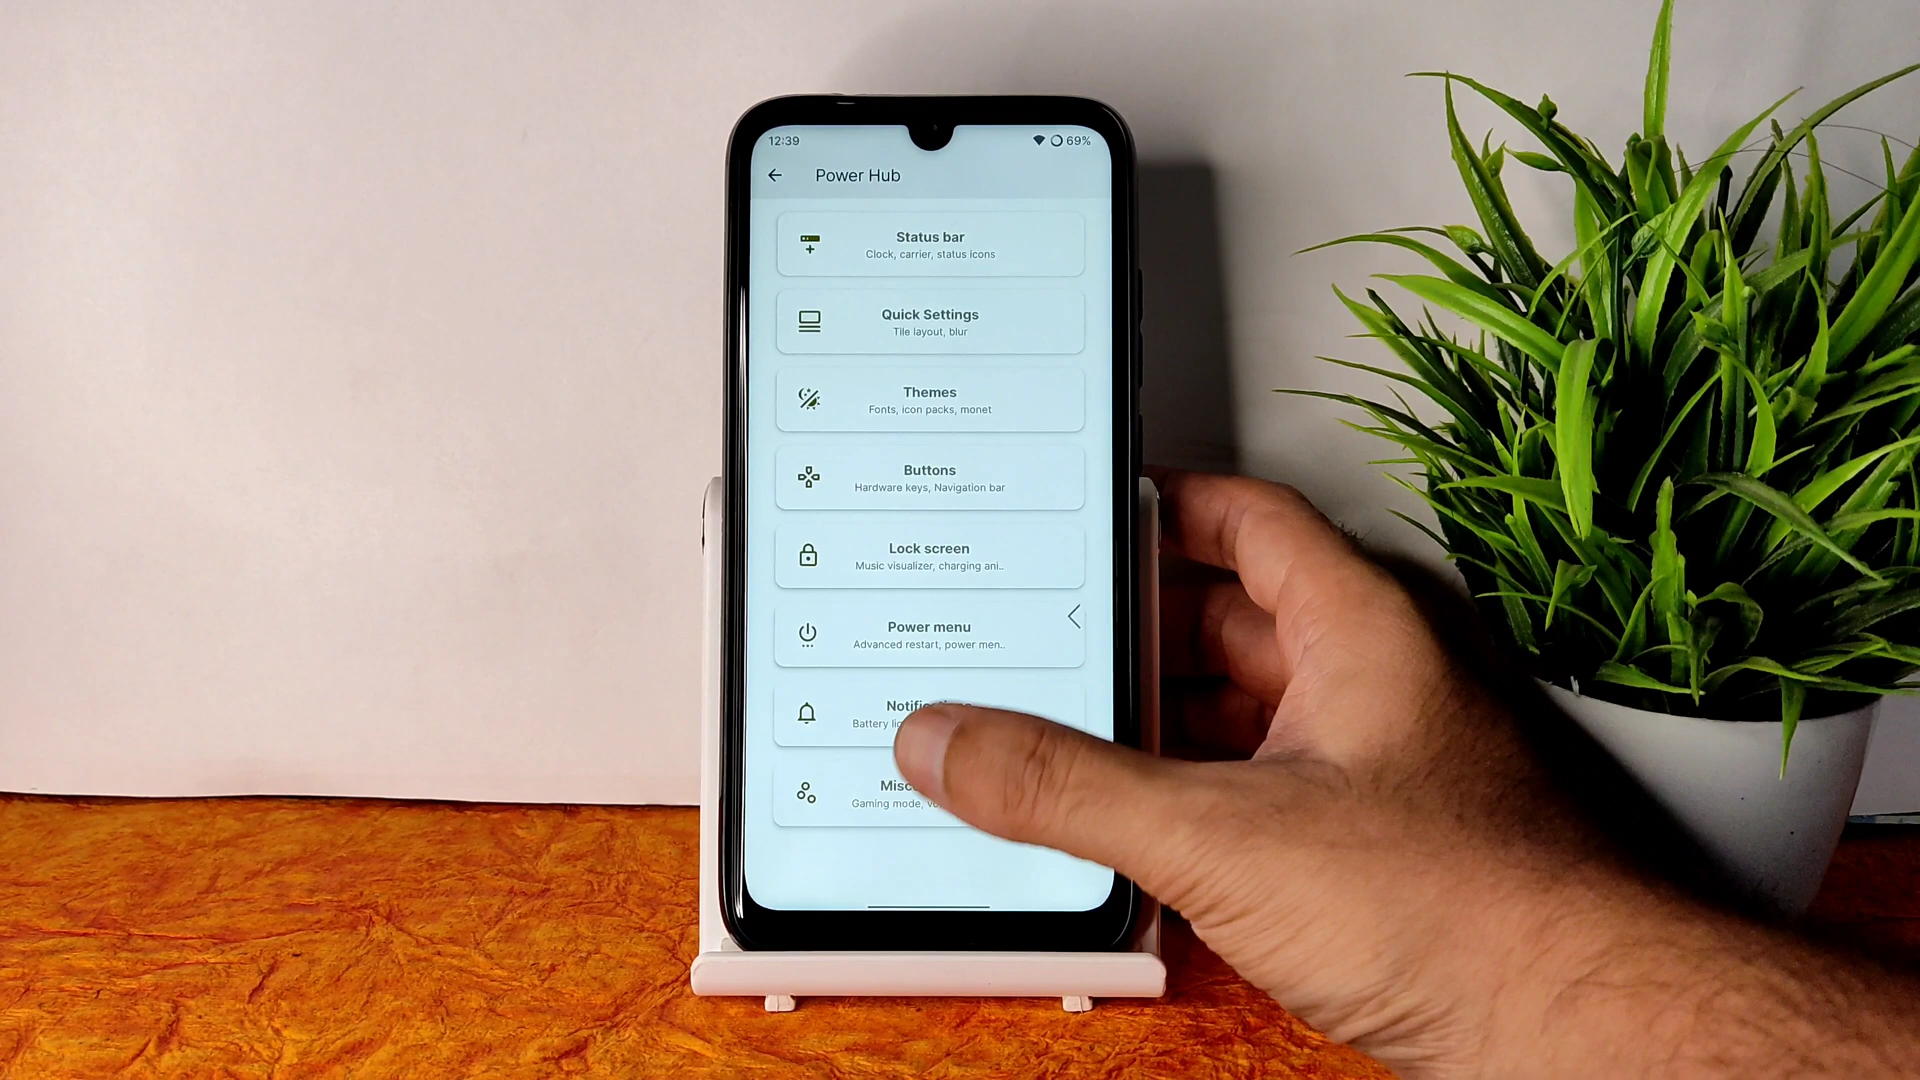 12:39
69%
Power Hub
Status bar
Clock, carrier, status icons
Quick Settings
Tile layout, blur
Themes
Fonts, icon packs, monet
Buttons
Hardware keys, Navigation bar
Lock screen
Music visualizer, charging ani..
Power menu
Advanced restart, power men..
Battery
Gaming mode,